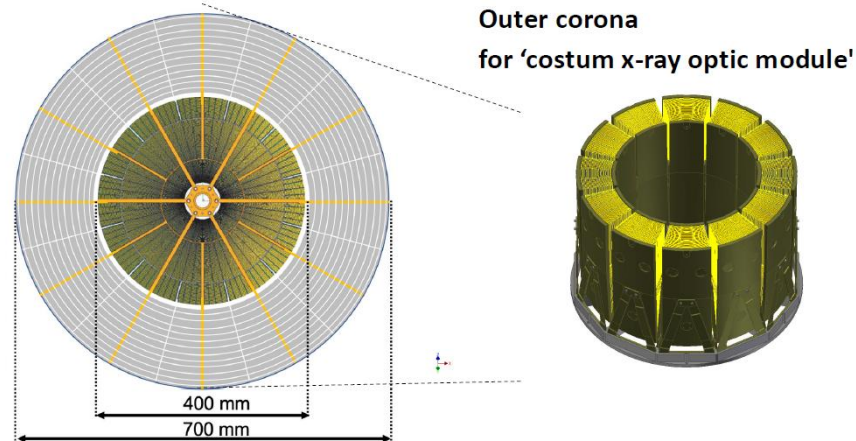 Outer corona
for ‘costum x-ray optic module'
400 mm
700 mm